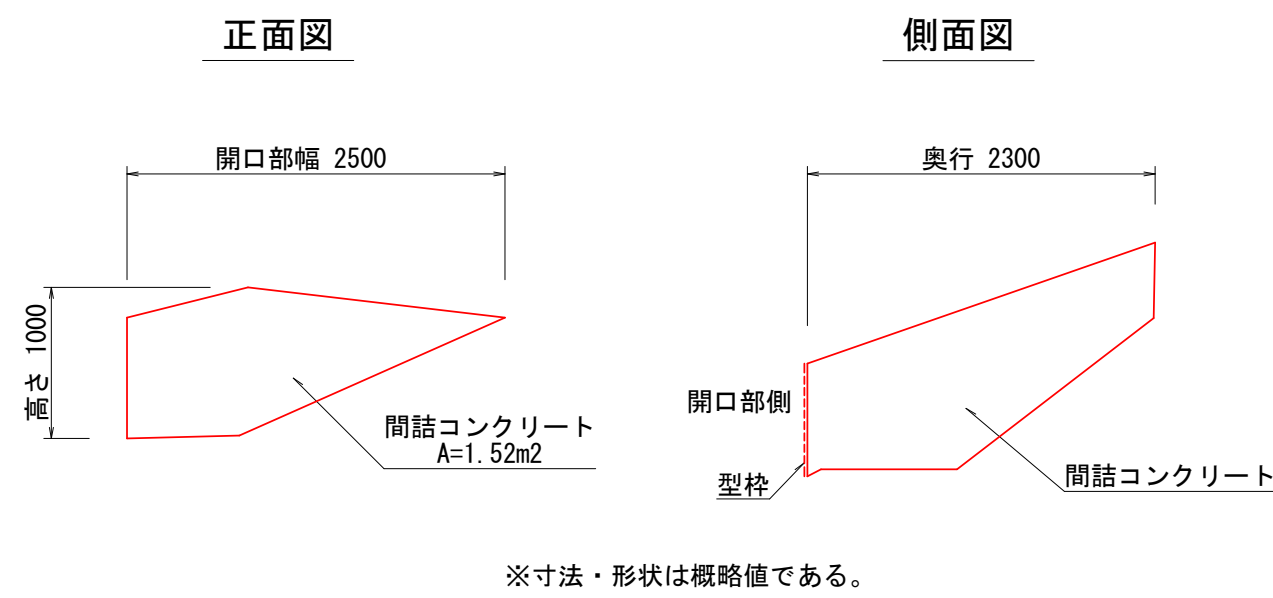 正面図
側面図
開口部幅 2500
奥行 2300
高さ 1000
開口部側
間詰コンクリート
A=1.52m2
型枠
間詰コンクリート
※寸法・形状は概略値である。